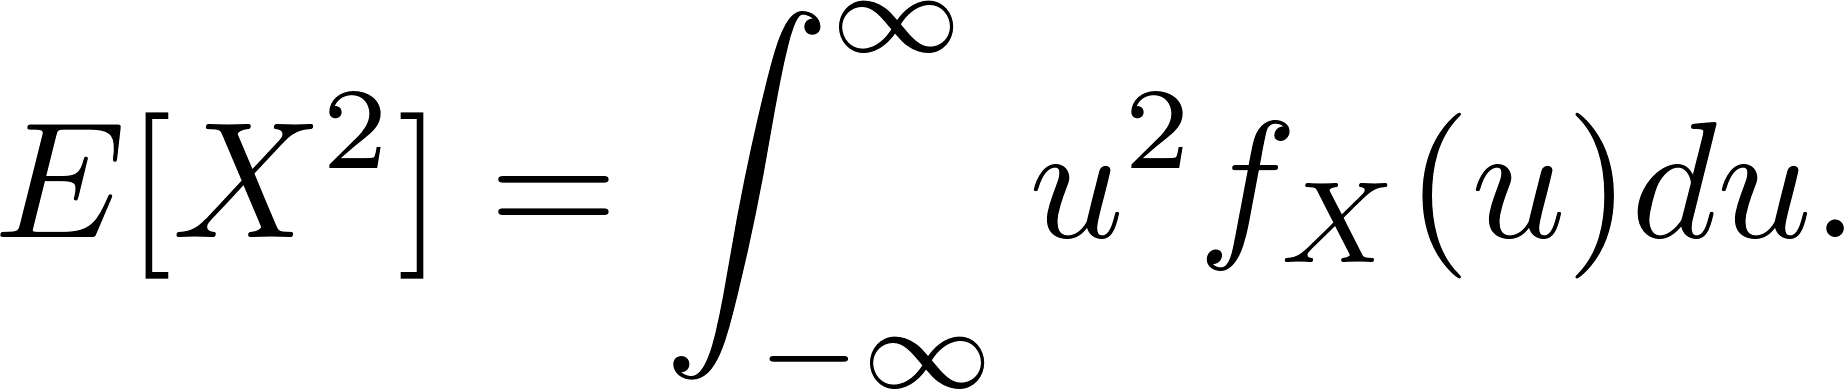 E[X^2] = \int_{-\infty}^{\infty} u^2 f_X(u)du.